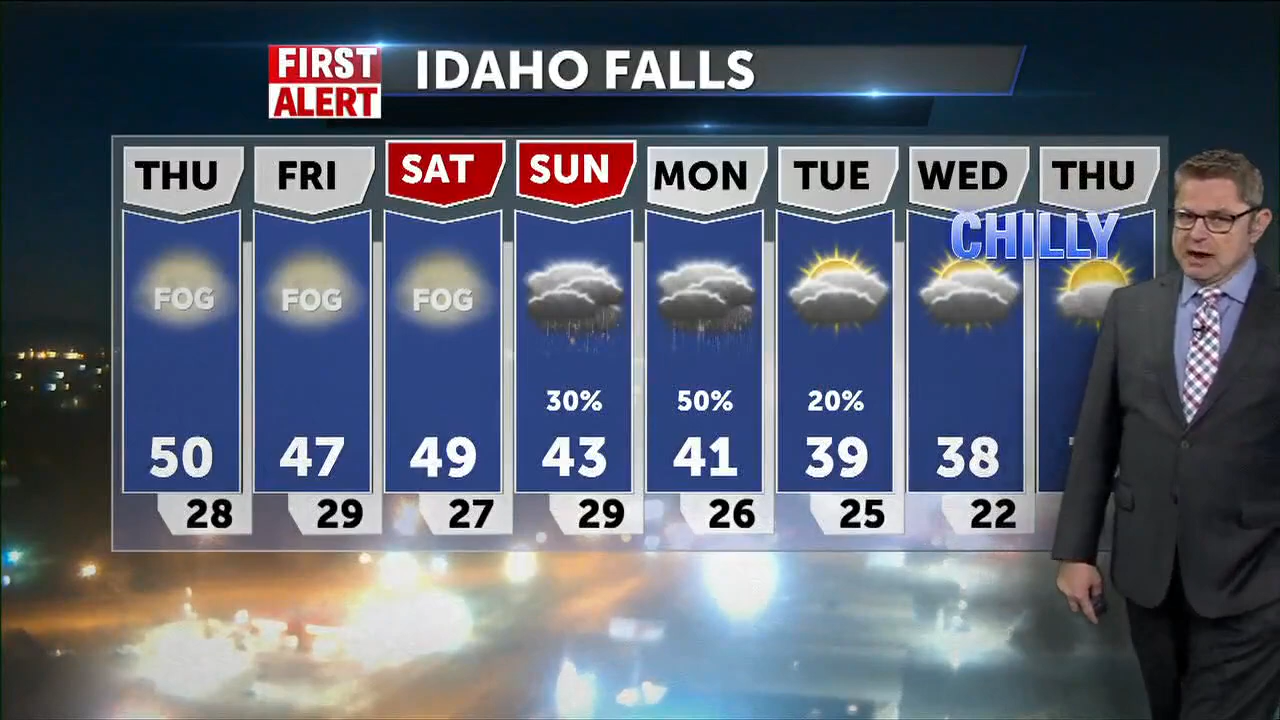 FIRST
ALERT
IDAHO FALLS
THU FRI SAT SUN MON TUE WED THU
CHILLY
FOG FOG FOG
30% 50% 20%
50 47 49 43 41 39 38
28 29 27 29 26 25 22